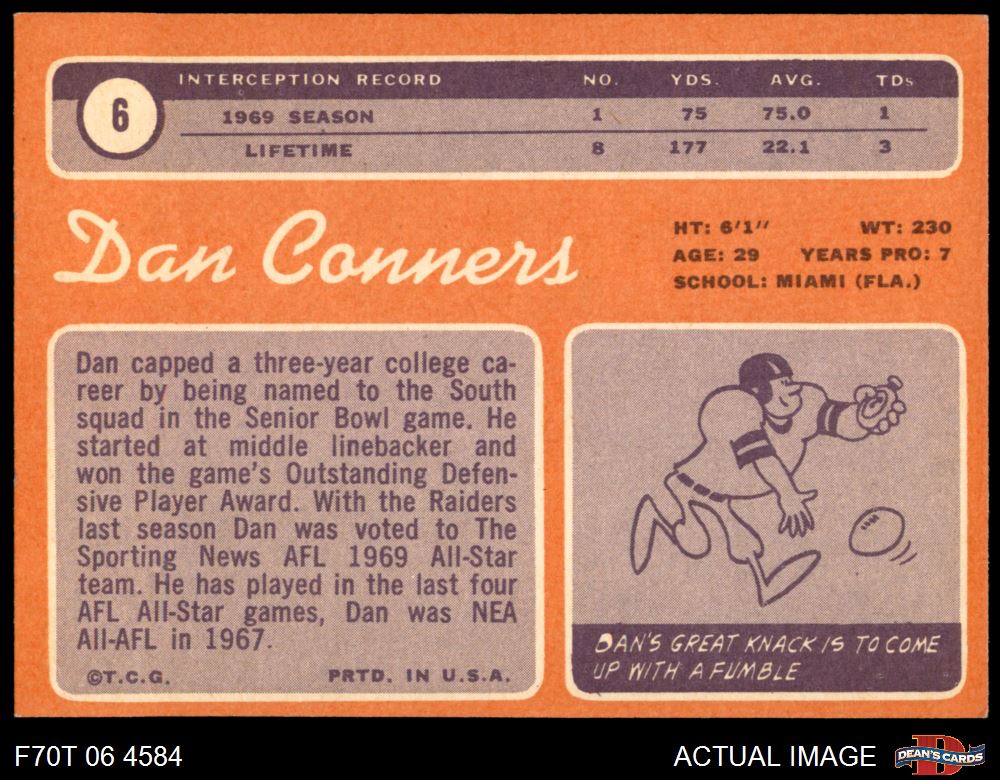 INTERCEPTION RECORD NO. YDS. AVG. TDs
6
1969 SEASON 1 75 75.0 1
LIFETIME 8 177 22.1 3
Dan Conners
HT: 6'1" WT: 230
AGE: 29 YEARS PRO: 7
SCHOOL: MIAMI (FLA.)
Dan capped a three-year college ca-
reer by being named to the South
squad in the Senior Bowl game. He
started at middle linebacker and
won the game's Outstanding Defen-
sive Player Award. With the Raiders
last season Dan was voted to The
Sporting News AFL 1969 All-Star
team. He has played in the last four
AFL All-Star games, Dan was NEA
All-AFL in 1967.
©T.C.G. PRTD. IN U.S.A.
DAN'S GREAT KNACK IS TO COME
UP WITH A FUMBLE
F70T 06 4584
ACTUAL IMAGE
D
DEAN'S CARDS